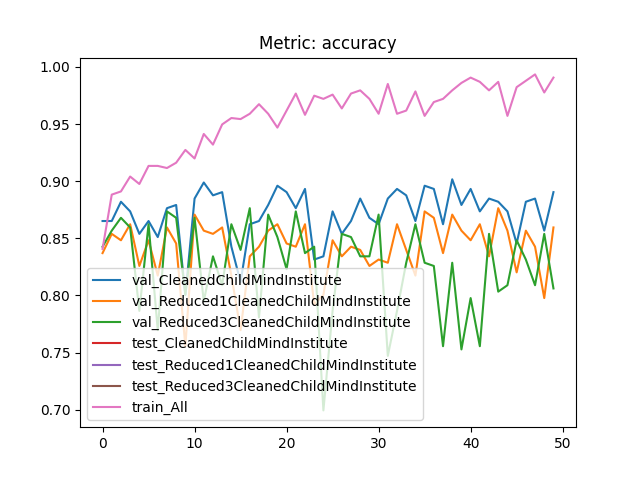 Metric: accuracy
1.00
0.95
0.90
0.85
0.80
0.75
0.70
val_CleanedChildMindInstitute
val_Reduced1CleanedChildMindInstitute
val_Reduced3CleanedChildMindInstitute
test_CleanedChildMindInstitute
test_Reduced1CleanedChildMindInstitute
test_Reduced3CleanedChildMindInstitute
train_All
0 10 20 30 40 50